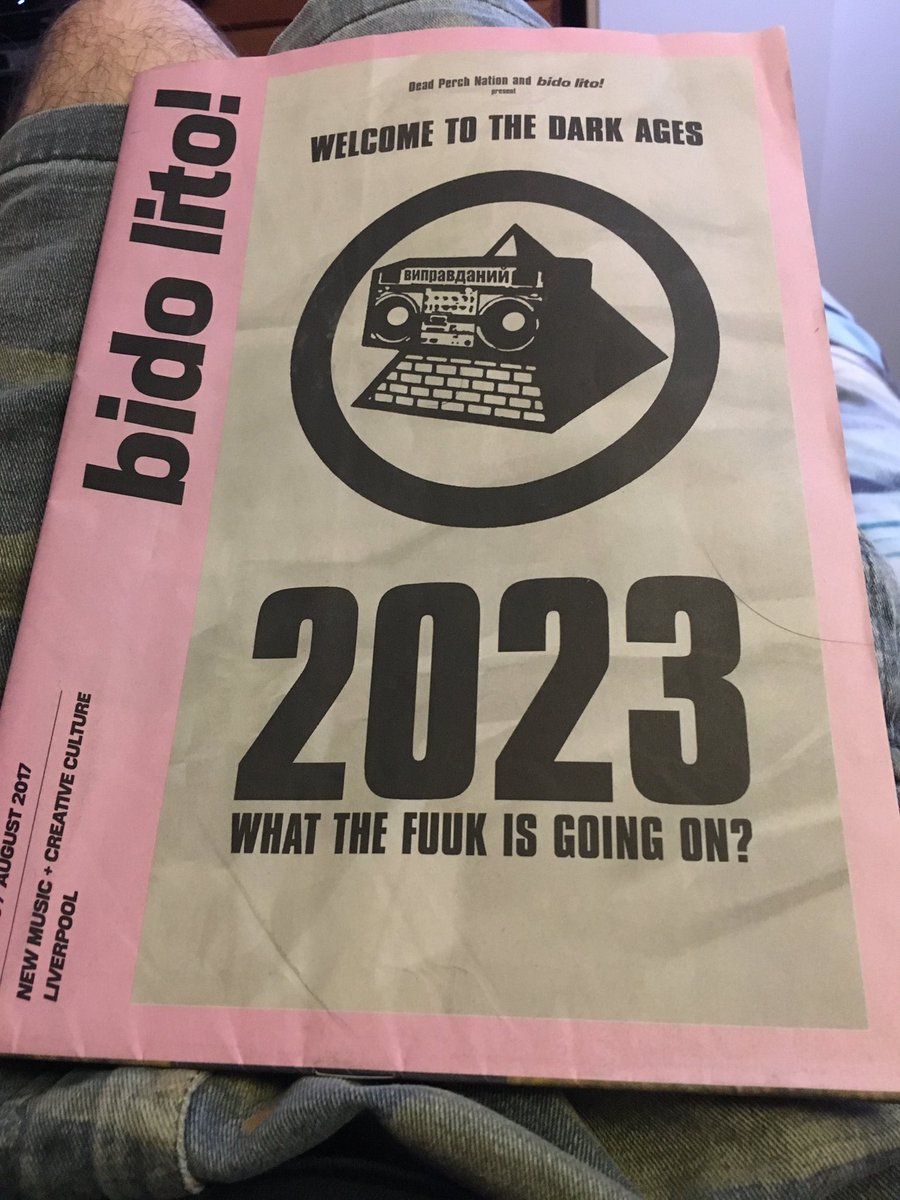 bido lito!
Dead Perch Nation and bido lito!
present
WELCOME TO THE DARK AGES
виправданий
2023
WHAT THE FUUK IS GOING ON?
AUGUST 2017
NEW MUSIC + CREATIVE CULTURE
LIVERPOOL